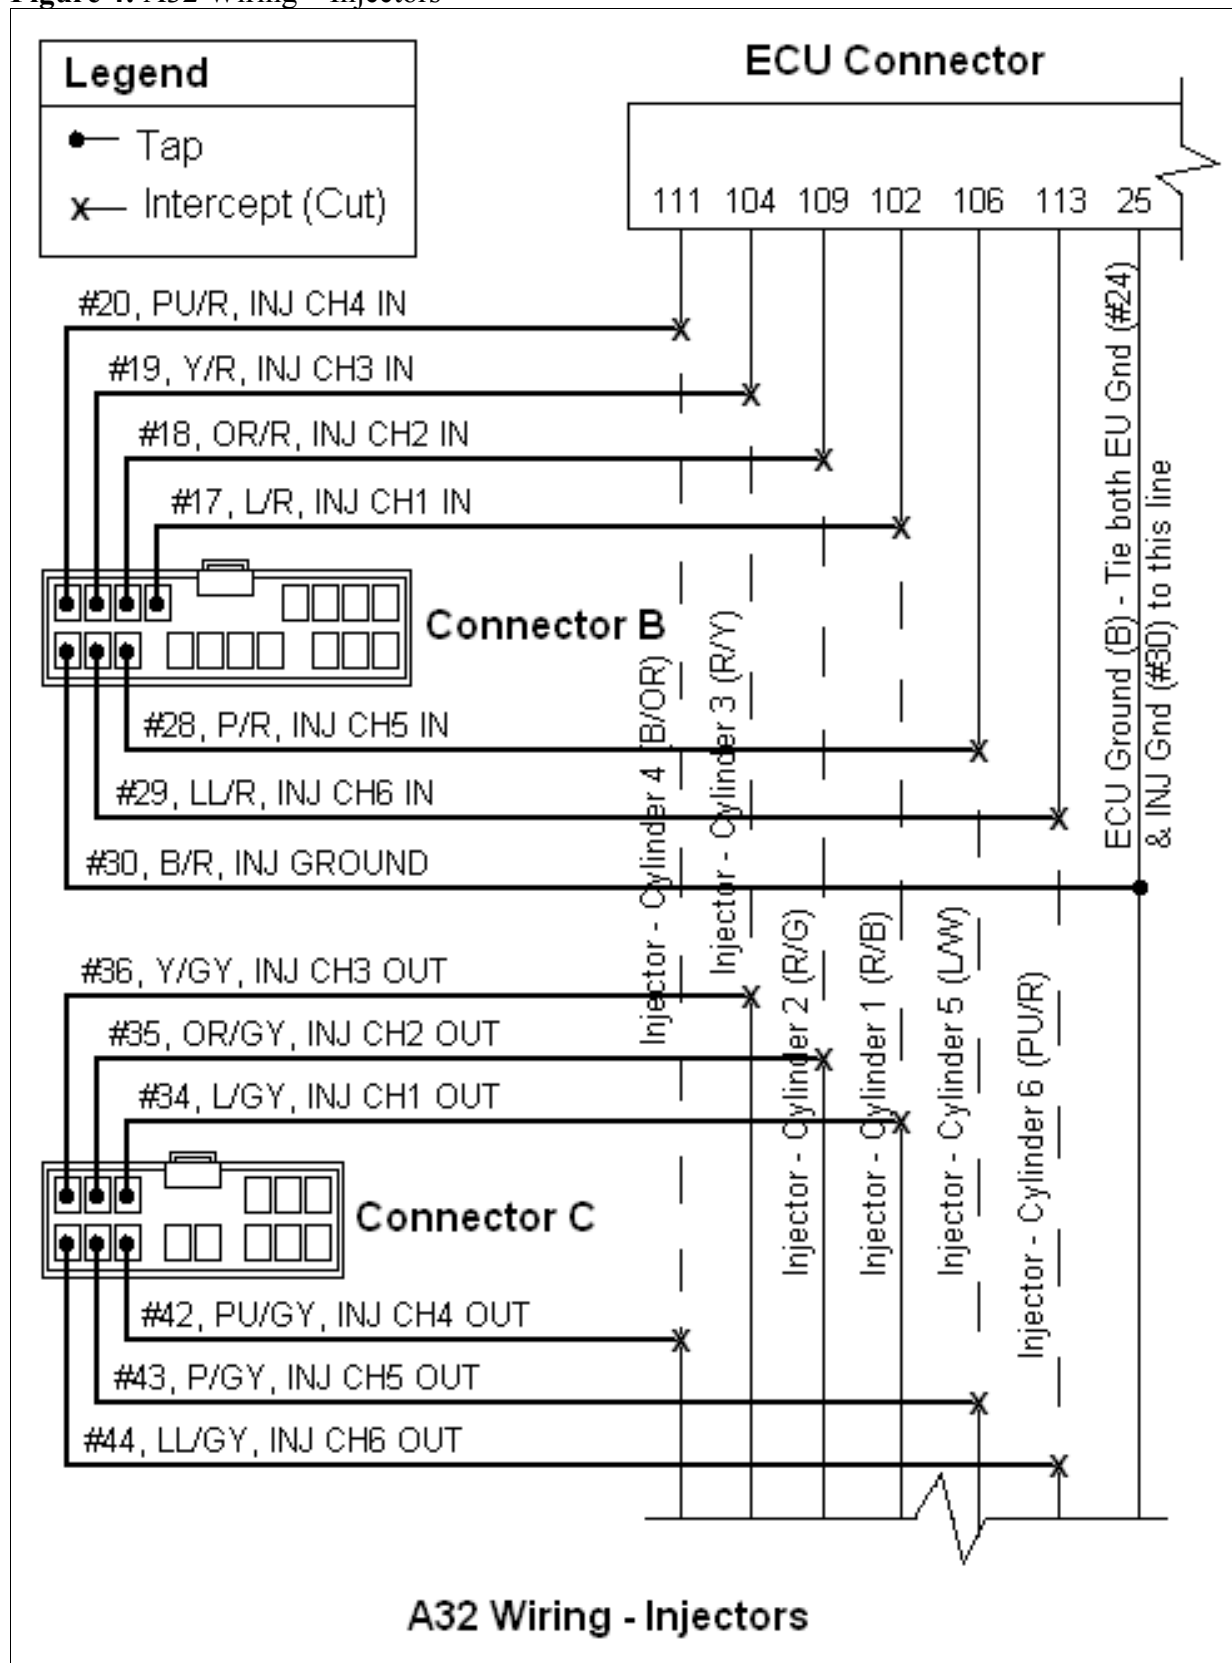 Figure 4: A32 Wiring – Injectors
Legend
Tap
Intercept (Cut)
ECU Connector
111 104 109 102 106 113 25
#20, PU/R, INJ CH4 IN
#19, Y/R, INJ CH3 IN
#18, OR/R, INJ CH2 IN
#17, L/R, INJ CH1 IN
Connector B
#28, P/R, INJ CH5 IN
#29, LL/R, INJ CH6 IN
#30, B/R, INJ GROUND
Injector - Cylinder 4 (B/OR)
Injector - Cylinder 3 (R/Y)
Injector - Cylinder 2 (R/G)
Injector - Cylinder 1 (R/B)
Injector - Cylinder 5 (L/W)
Injector - Cylinder 6 (PU/R)
ECU Ground (B) - Tie both EU Gnd (#24)
& INJ Gnd (#30) to this line
#36, Y/GY, INJ CH3 OUT
#35, OR/GY, INJ CH2 OUT
#34, L/GY, INJ CH1 OUT
Connector C
#42, PU/GY, INJ CH4 OUT
#43, P/GY, INJ CH5 OUT
#44, LL/GY, INJ CH6 OUT
A32 Wiring - Injectors